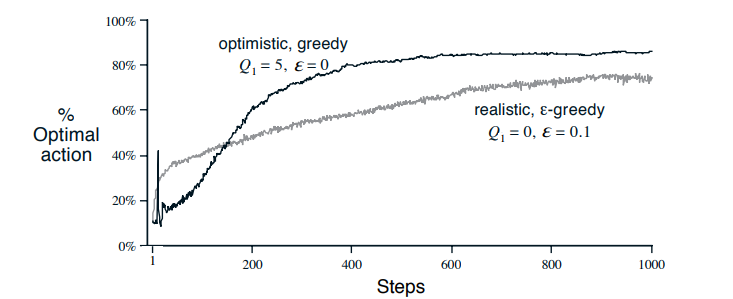 100%
80%
60%
40%
20%
0%
%
Optimal
action
optimistic, greedy
Q₁ = 5, ε = 0
realistic, ε-greedy
Q₁ = 0, ε = 0.1
1 200 400 600 800 1000
Steps